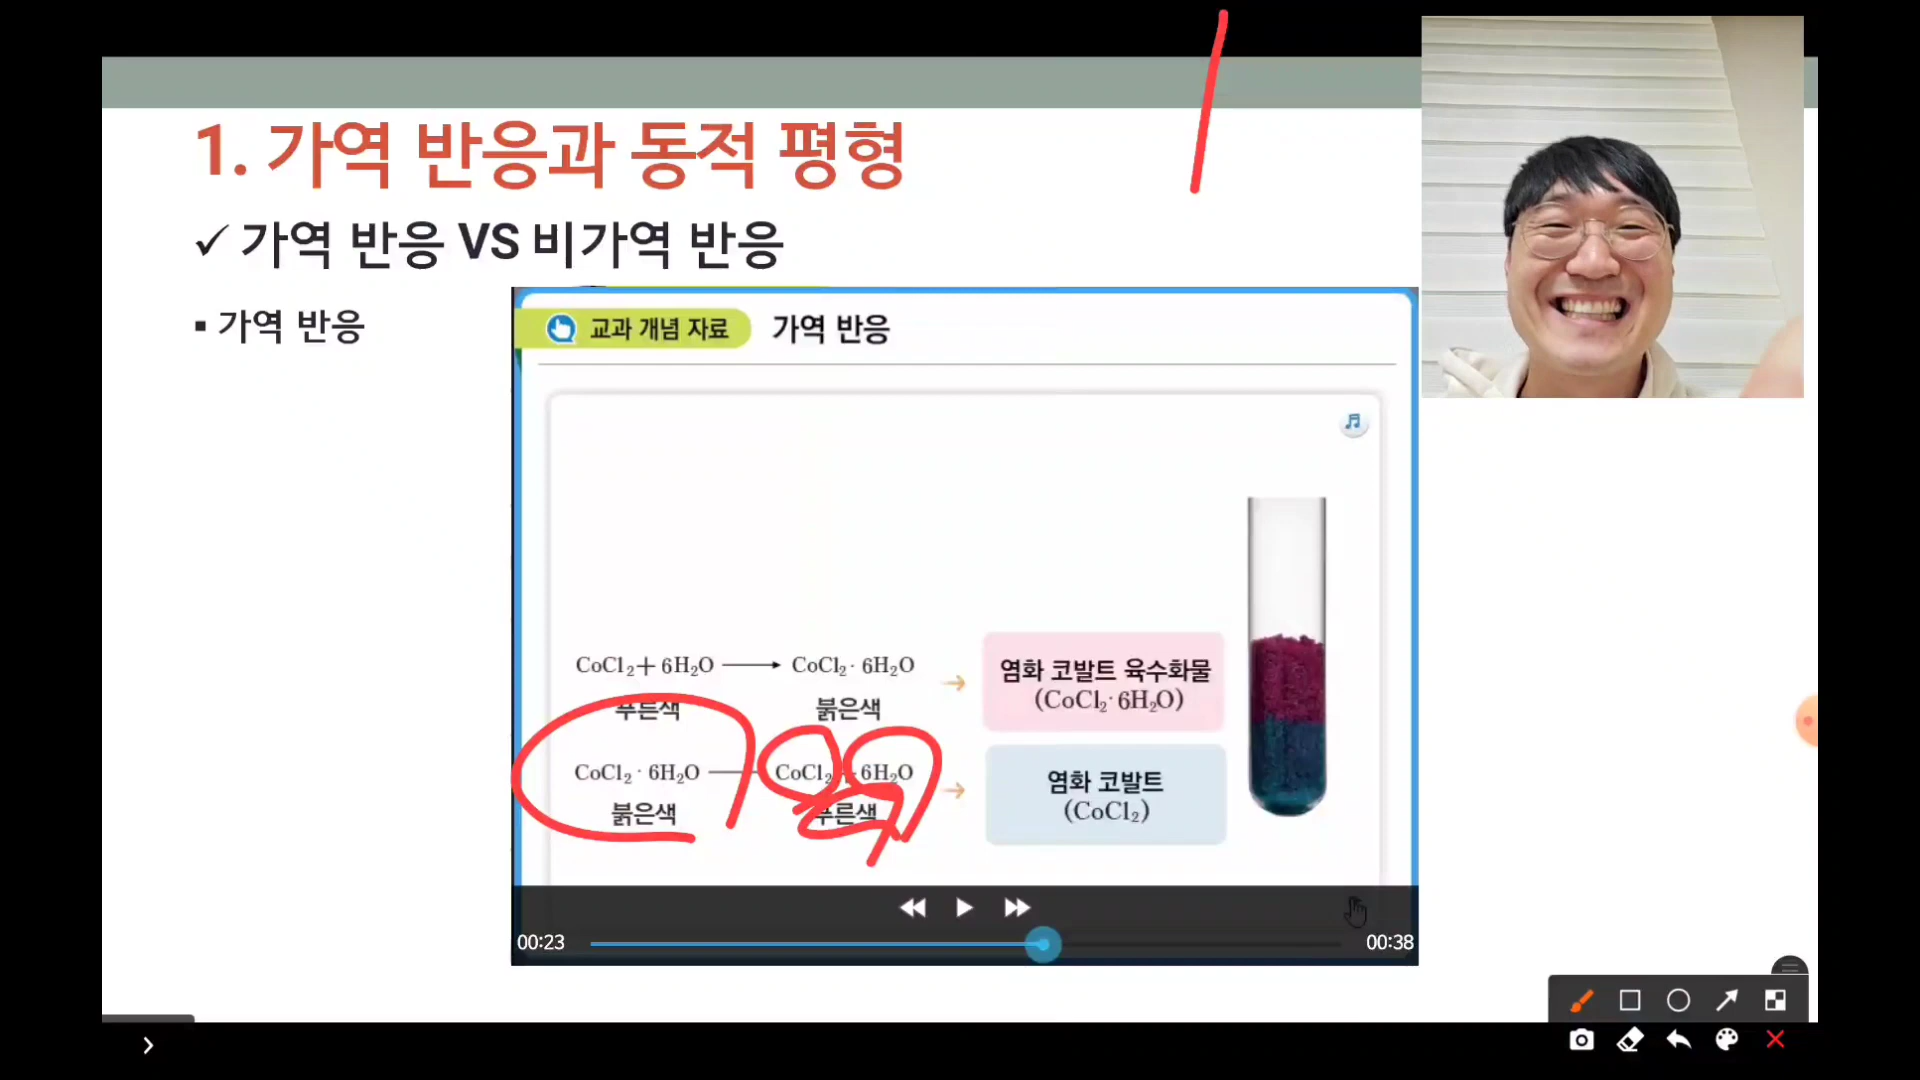 1. 가역 반응과 동적 평형
✓ 가역 반응 VS 비가역 반응
▪ 가역 반응
교과 개념 자료 가역 반응
CoCl₂+ 6H₂O ⟶ CoCl₂· 6H₂O → 염화 코발트 육수화물
(CoCl₂·6H₂O)
푸른색 붉은색
CoCl₂ · 6H₂O ⟶ CoCl₂ + 6H₂O → 염화 코발트
(CoCl₂)
붉은색 푸른색
00:23 00:38